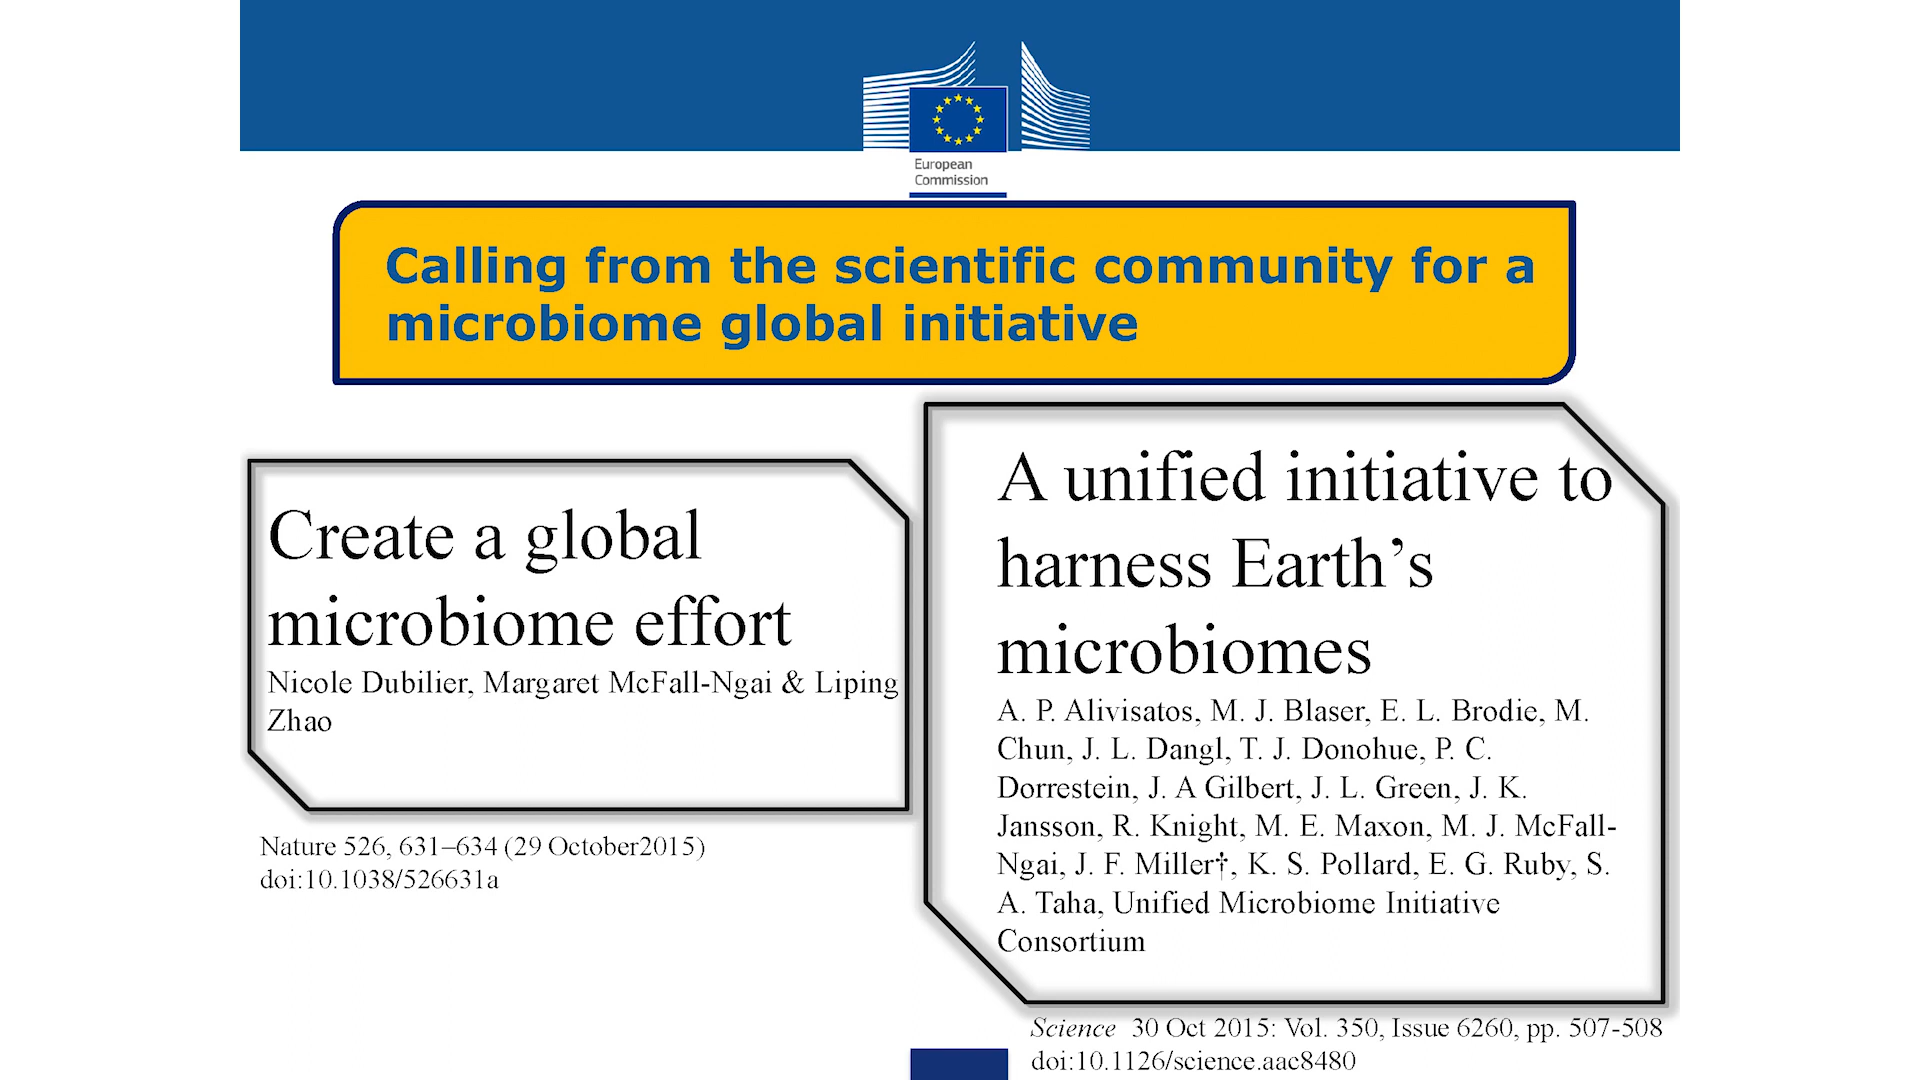 European
Commission
Calling from the scientific community for a
microbiome global initiative
Create a global
microbiome effort
Nicole Dubilier, Margaret McFall-Ngai & Liping
Zhao
Nature 526, 631–634 (29 October2015)
doi:10.1038/526631a
A unified initiative to
harness Earth’s
microbiomes
A. P. Alivisatos, M. J. Blaser, E. L. Brodie, M.
Chun, J. L. Dangl, T. J. Donohue, P. C.
Dorrestein, J. A Gilbert, J. L. Green, J. K.
Jansson, R. Knight, M. E. Maxon, M. J. McFall-
Ngai, J. F. Miller†, K. S. Pollard, E. G. Ruby, S.
A. Taha, Unified Microbiome Initiative
Consortium
Science 30 Oct 2015: Vol. 350, Issue 6260, pp. 507-508
doi:10.1126/science.aac8480